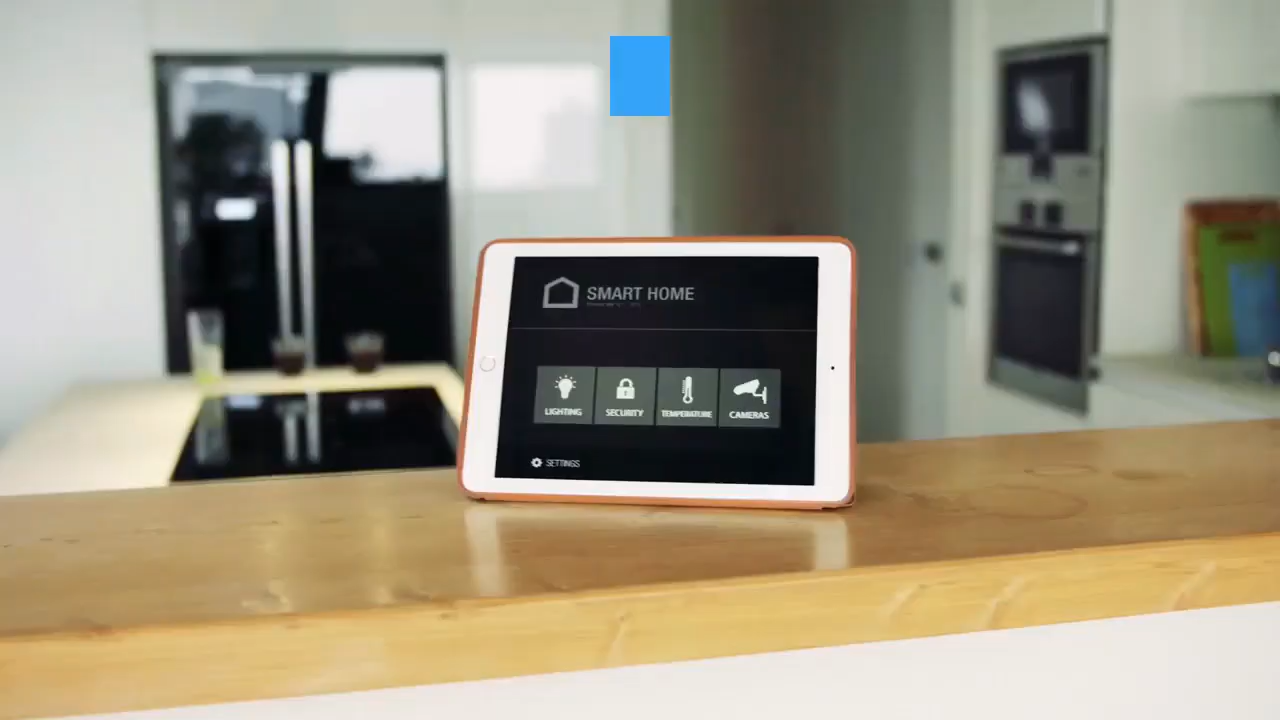 SMART HOME
LIGHTING
SECURITY
TEMPERATURE
CAMERAS
SETTINGS